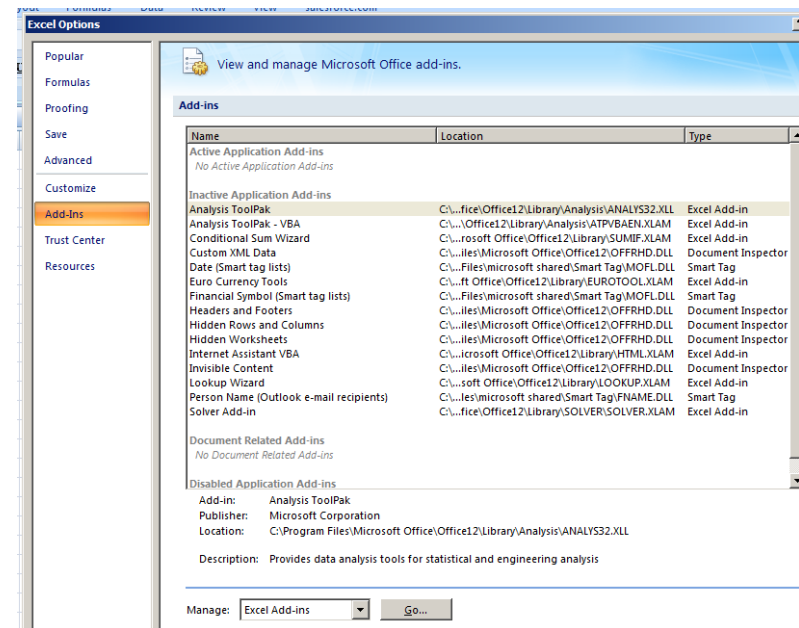 yout Formulas Data Review View salesforce.com
Excel Options
Popular
Formulas
Proofing
Save
Advanced
Customize
Add-Ins
Trust Center
Resources
View and manage Microsoft Office add-ins.
Add-ins
Name Location Type
Active Application Add-ins
No Active Application Add-ins
Inactive Application Add-ins
Analysis ToolPak C:\...fice\Office12\Library\Analysis\ANALYS32.XLL Excel Add-in
Analysis ToolPak - VBA C:\...\Office12\Library\Analysis\ATPVBAEN.XLAM Excel Add-in
Conditional Sum Wizard C:\...rosoft Office\Office12\Library\SUMIF.XLAM Excel Add-in
Custom XML Data C:\...iles\Microsoft Office\Office12\OFFRHD.DLL Document Inspector
Date (Smart tag lists) C:\...Files\microsoft shared\Smart Tag\MOFL.DLL Smart Tag
Euro Currency Tools C:\...ft Office\Office12\Library\EUROTOOL.XLAM Excel Add-in
Financial Symbol (Smart tag lists) C:\...Files\microsoft shared\Smart Tag\MOFL.DLL Smart Tag
Headers and Footers C:\...iles\Microsoft Office\Office12\OFFRHD.DLL Document Inspector
Hidden Rows and Columns C:\...iles\Microsoft Office\Office12\OFFRHD.DLL Document Inspector
Hidden Worksheets C:\...iles\Microsoft Office\Office12\OFFRHD.DLL Document Inspector
Internet Assistant VBA C:\...icrosoft Office\Office12\Library\HTML.XLAM Excel Add-in
Invisible Content C:\...iles\Microsoft Office\Office12\OFFRHD.DLL Document Inspector
Lookup Wizard C:\...soft Office\Office12\Library\LOOKUP.XLAM Excel Add-in
Person Name (Outlook e-mail recipients) C:\...les\microsoft shared\Smart Tag\FNAME.DLL Smart Tag
Solver Add-in C:\...fice\Office12\Library\SOLVER\SOLVER.XLAM Excel Add-in
Document Related Add-ins
No Document Related Add-ins
Disabled Application Add-ins
Add-in: Analysis ToolPak
Publisher: Microsoft Corporation
Location: C:\Program Files\Microsoft Office\Office12\Library\Analysis\ANALYS32.XLL
Description: Provides data analysis tools for statistical and engineering analysis
Manage: Excel Add-ins Go...